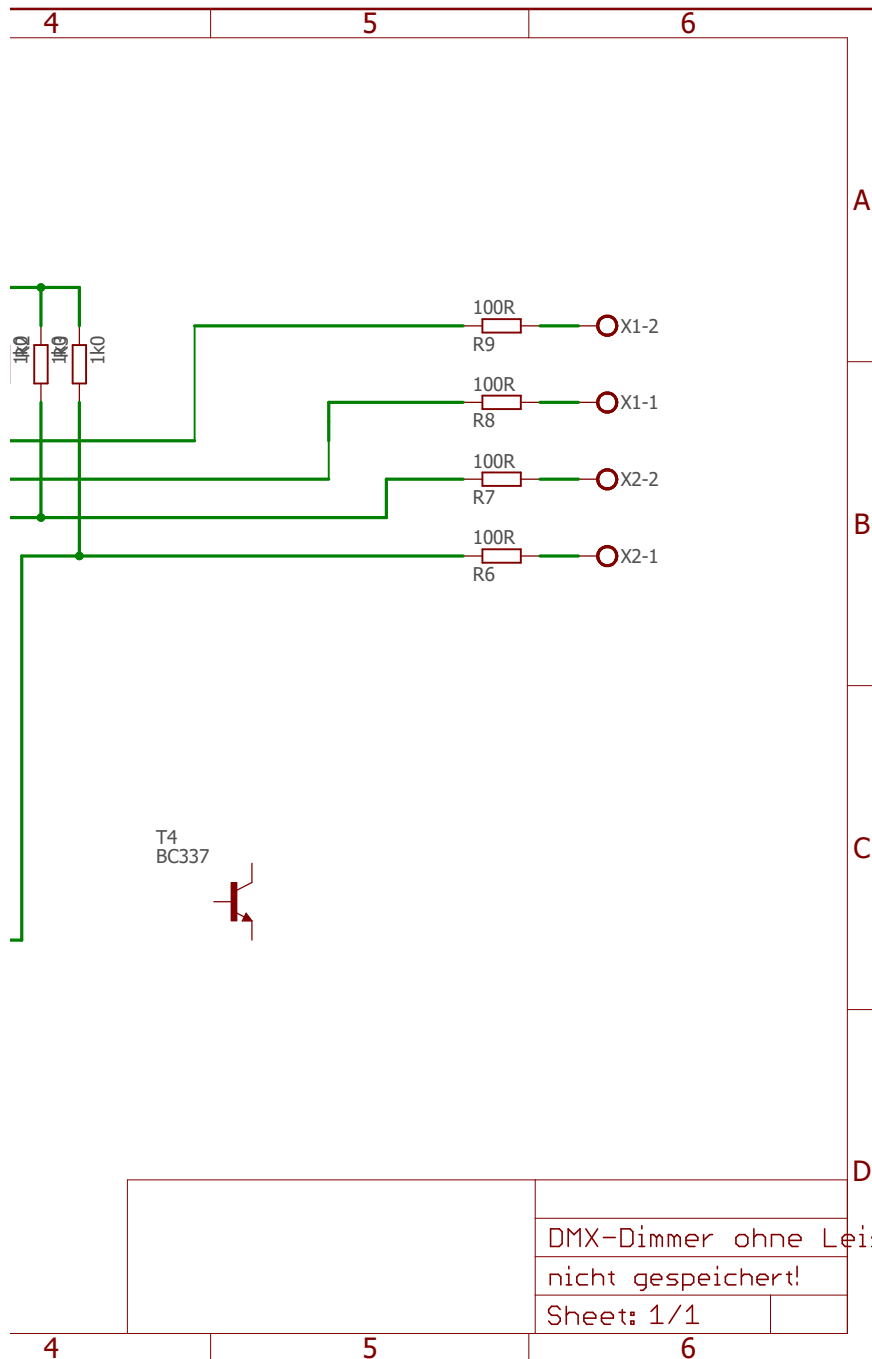 4 5 6
A
100R
R9
X1-2
1k0
100R
R8
X1-1
100R
R7
X2-2
B
100R
R6
X2-1
T4
BC337
C
D
DMX-Dimmer ohne
nicht gespeichert!
Sheet: 1/1
4 5 6